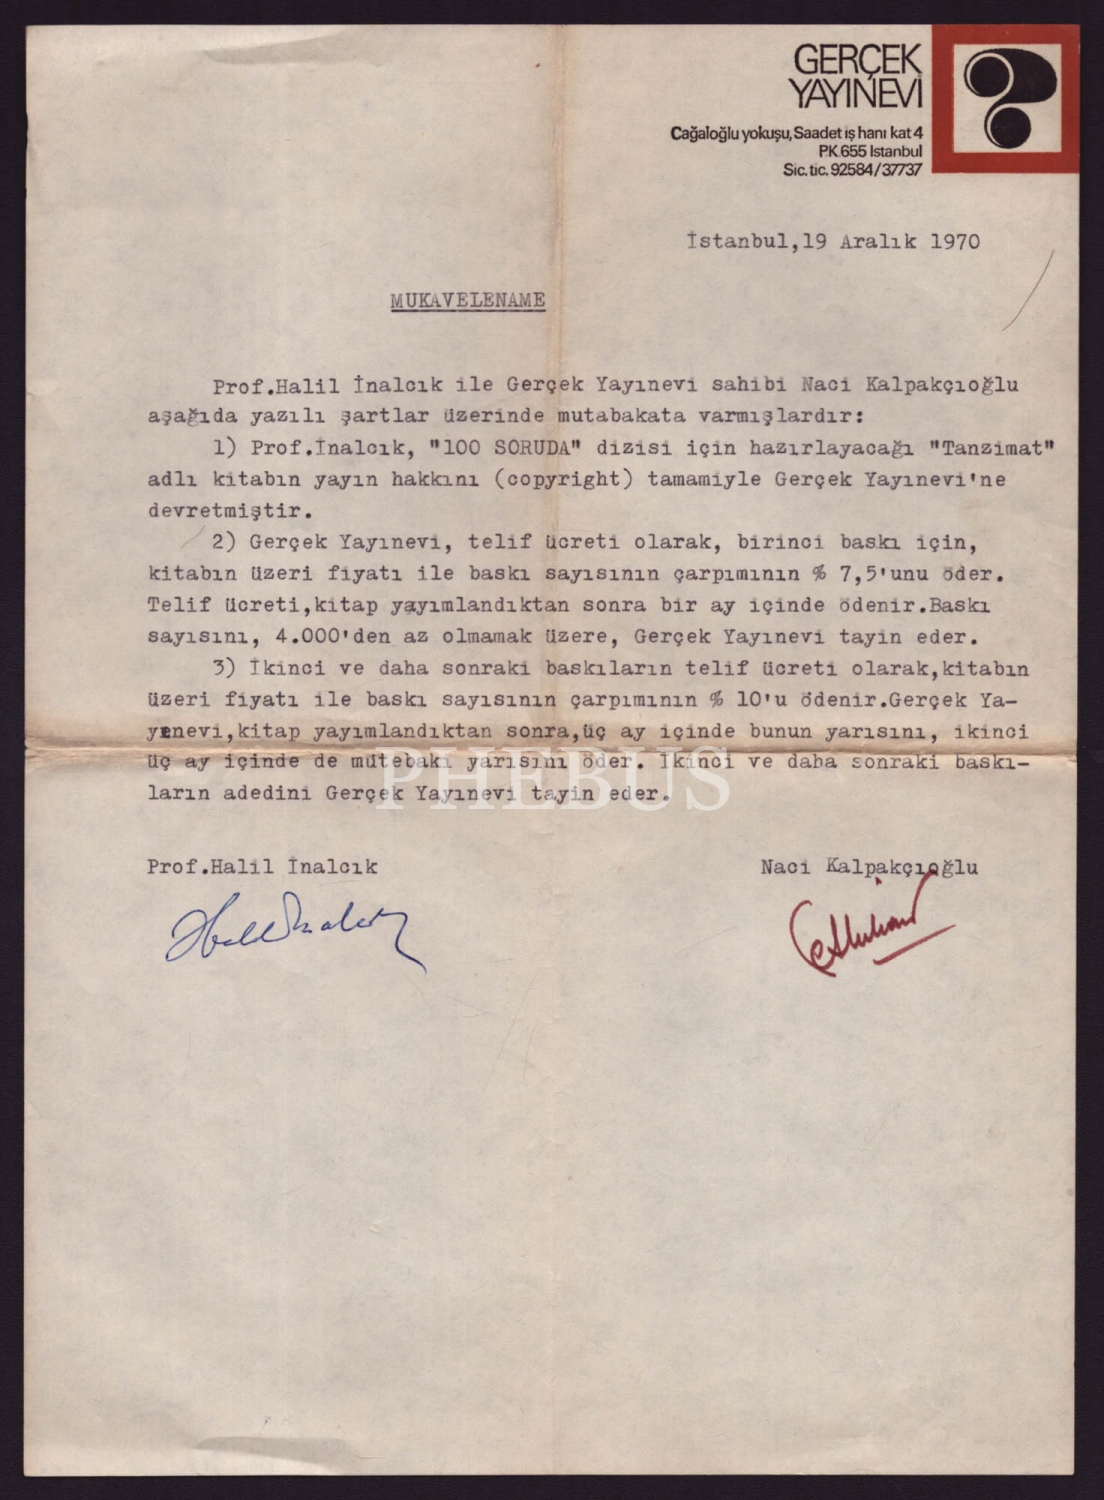 GERÇEK
YAYINEVİ
Cağaloğlu yokuşu, Saadet iş hanı kat 4
P.K. 655 Istanbul
Sic. tic. 92584/37737
İstanbul,19 Aralık 1970
MUKAVELENAME
Prof.Halil İnalcık ile Gerçek Yayınevi sahibi Naci Kalpakçıoğlu
aşağıda yazılı şartlar üzerinde mutabakata varmışlardır:
1) Prof.İnalcık, "100 SORUDA" dizisi için hazırlayacağı "Tanzimat"
adlı kitabın yayın hakkını (copyright) tamamiyle Gerçek Yayınevi'ne
devretmiştir.
2) Gerçek Yayınevi, telif ücreti olarak, birinci baskı için,
kitabın üzeri fiyatı ile baskı sayısının çarpımının % 7,5'unu öder.
Telif ücreti,kitap yayımlandıktan sonra bir ay içinde ödenir.Baskı
sayısını, 4.000'den az olmamak üzere, Gerçek Yayınevi tayin eder.
3) İkinci ve daha sonraki baskıların telif ücreti olarak,kitabın
üzeri fiyatı ile baskı sayısının çarpımının % 10'u ödenir.Gerçek Ya-
yınevi,kitap yayımlandıktan sonra,üç ay içinde bunun yarısını, ikinci
üç ay içinde de mütebaki yarısını öder. İkinci ve daha sonraki baskı-
ların adedini Gerçek Yayınevi tayin eder.
PHEBUS
Prof.Halil İnalcık
Naci Kalpakçıoğlu
Halil İnalcık